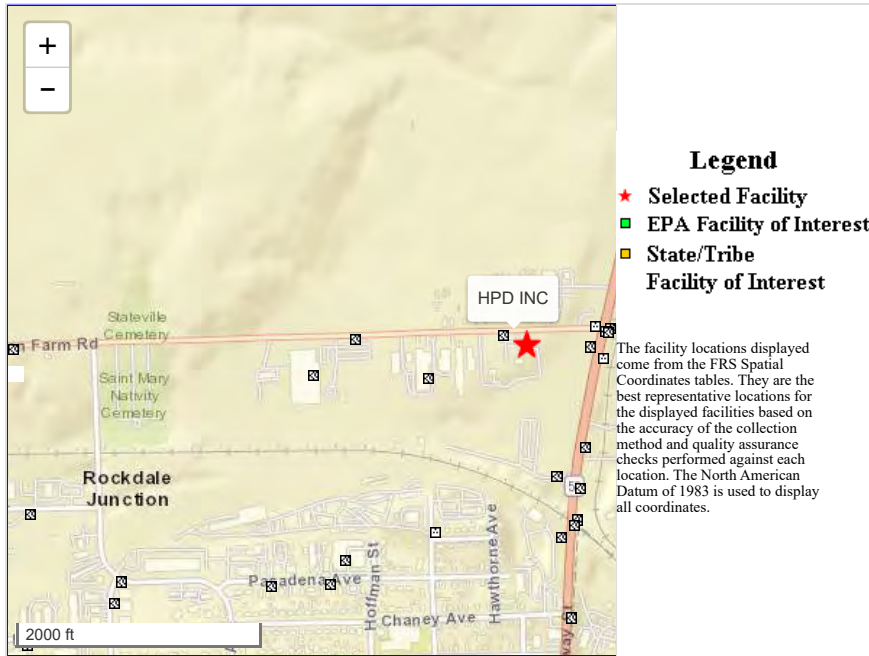 +
−
HPD INC
Stateville
Cemetery
n Farm Rd
Saint Mary
Nativity
Cemetery
Rockdale
Junction
5
Pasadena Ave
Hoffman St
Hawthorne Ave
Chaney Ave
way St
2000 ft
Legend
Selected Facility
EPA Facility of Interest
State/Tribe
Facility of Interest
The facility locations displayed
come from the FRS Spatial
Coordinates tables. They are the
best representative locations for
the displayed facilities based on
the accuracy of the collection
method and quality assurance
checks performed against each
location. The North American
Datum of 1983 is used to display
all coordinates.